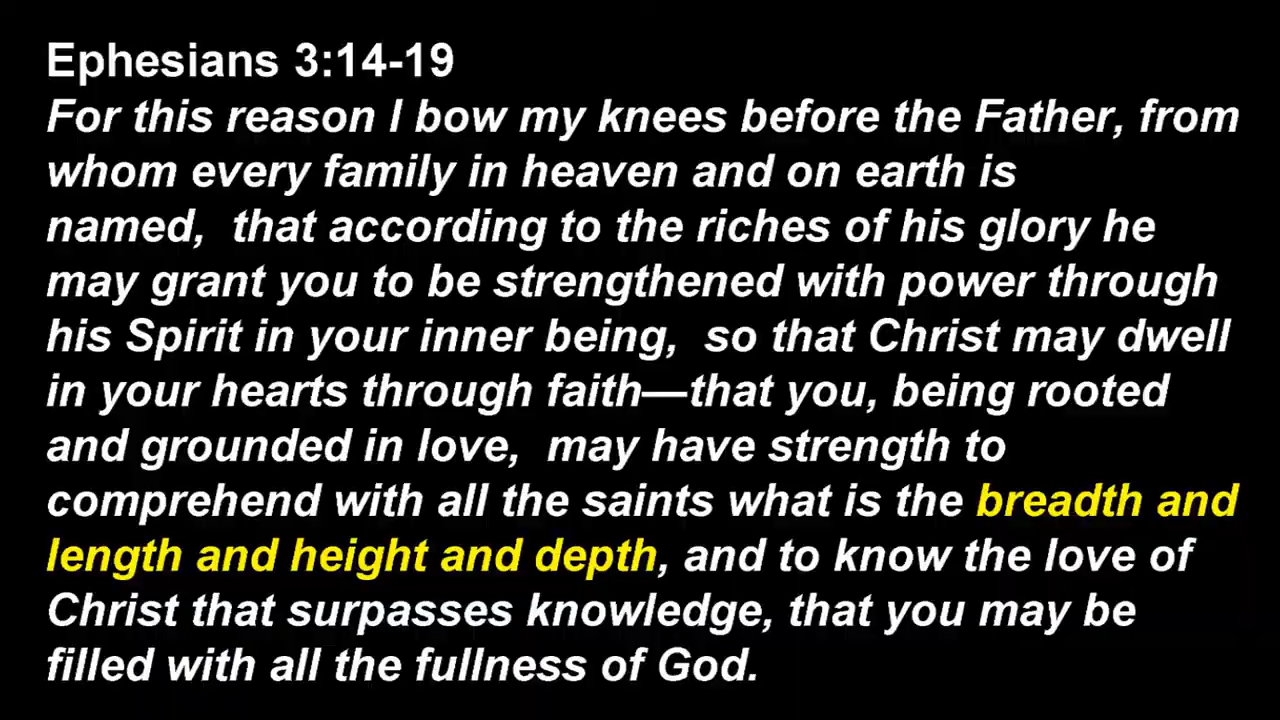 Ephesians 3:14-19
For this reason I bow my knees before the Father, from
whom every family in heaven and on earth is
named,  that according to the riches of his glory he
may grant you to be strengthened with power through
his Spirit in your inner being,  so that Christ may dwell
in your hearts through faith—that you, being rooted
and grounded in love,  may have strength to
comprehend with all the saints what is the breadth and
length and height and depth, and to know the love of
Christ that surpasses knowledge, that you may be
filled with all the fullness of God.